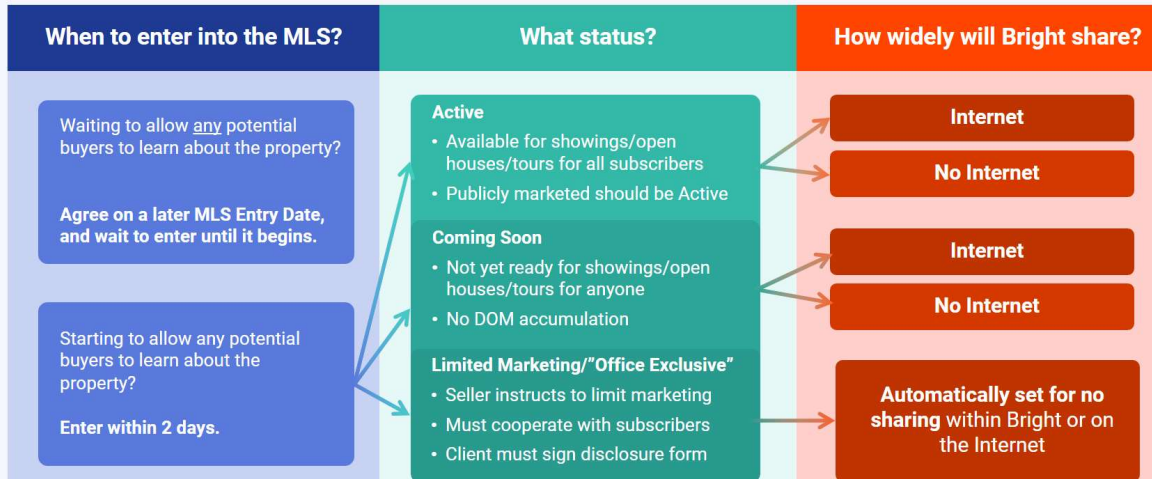 When to enter into the MLS?
Waiting to allow any potential
buyers to learn about the property?
Agree on a later MLS Entry Date,
and wait to enter until it begins.
Starting to allow any potential
buyers to learn about the
property?
Enter within 2 days.
What status?
Active
• Available for showings/open
houses/tours for all subscribers
• Publicly marketed should be Active
Coming Soon
• Not yet ready for showings/open
houses/tours for anyone
• No DOM accumulation
Limited Marketing/”Office Exclusive”
• Seller instructs to limit marketing
• Must cooperate with subscribers
• Client must sign disclosure form
How widely will Bright share?
Internet
No Internet
Internet
No Internet
Automatically set for no
sharing within Bright or on
the Internet